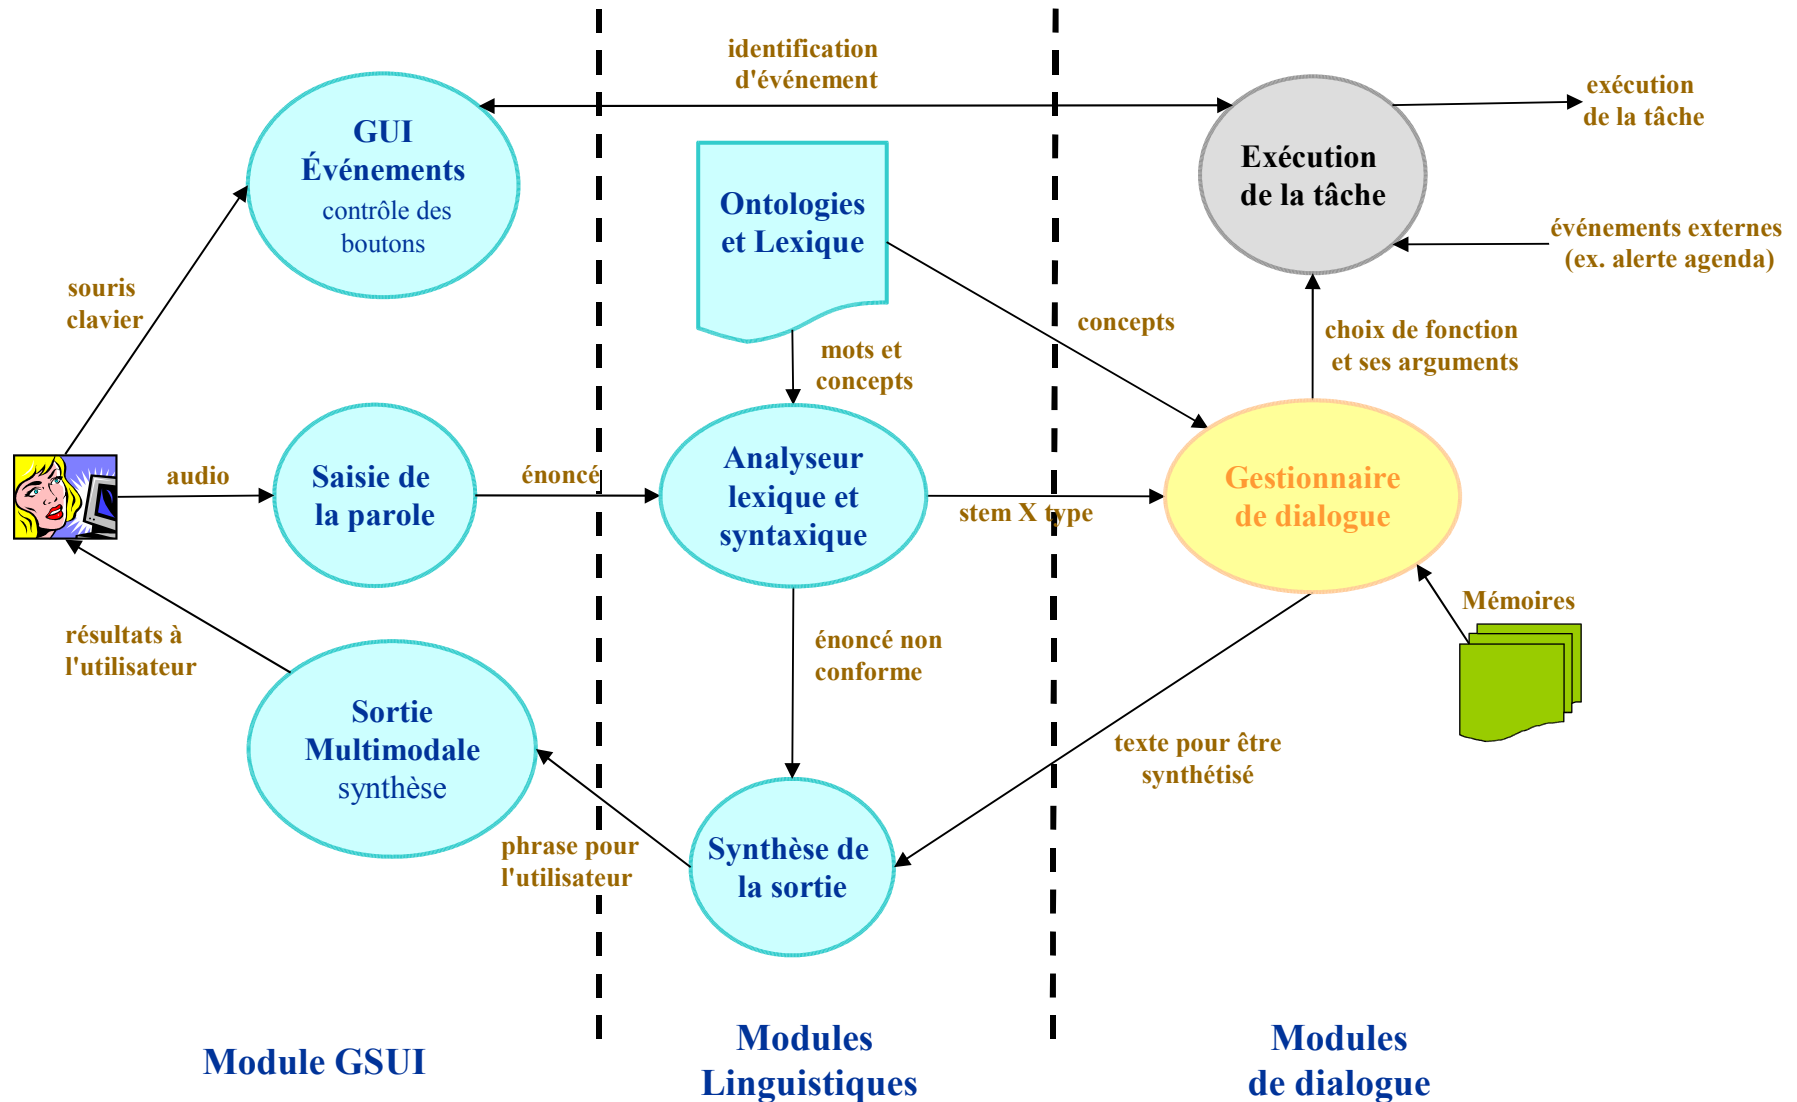 identification
d'événement
exécution
de la tâche
GUI
Événements
contrôle des
boutons
Exécution
de la tâche
Ontologies
et Lexique
événements externes
(ex. alerte agenda)
souris
clavier
concepts
choix de fonction
et ses arguments
mots et
concepts
audio
Saisie de
la parole
énoncé
Analyseur
lexique et
syntaxique
stem X type
Gestionnaire
de dialogue
Mémoires
résultats à
l'utilisateur
énoncé non
conforme
Sortie
Multimodale
synthèse
texte pour être
synthétisé
phrase pour
l'utilisateur
Synthèse de
la sortie
Module GSUI
Modules
Linguistiques
Modules
de dialogue